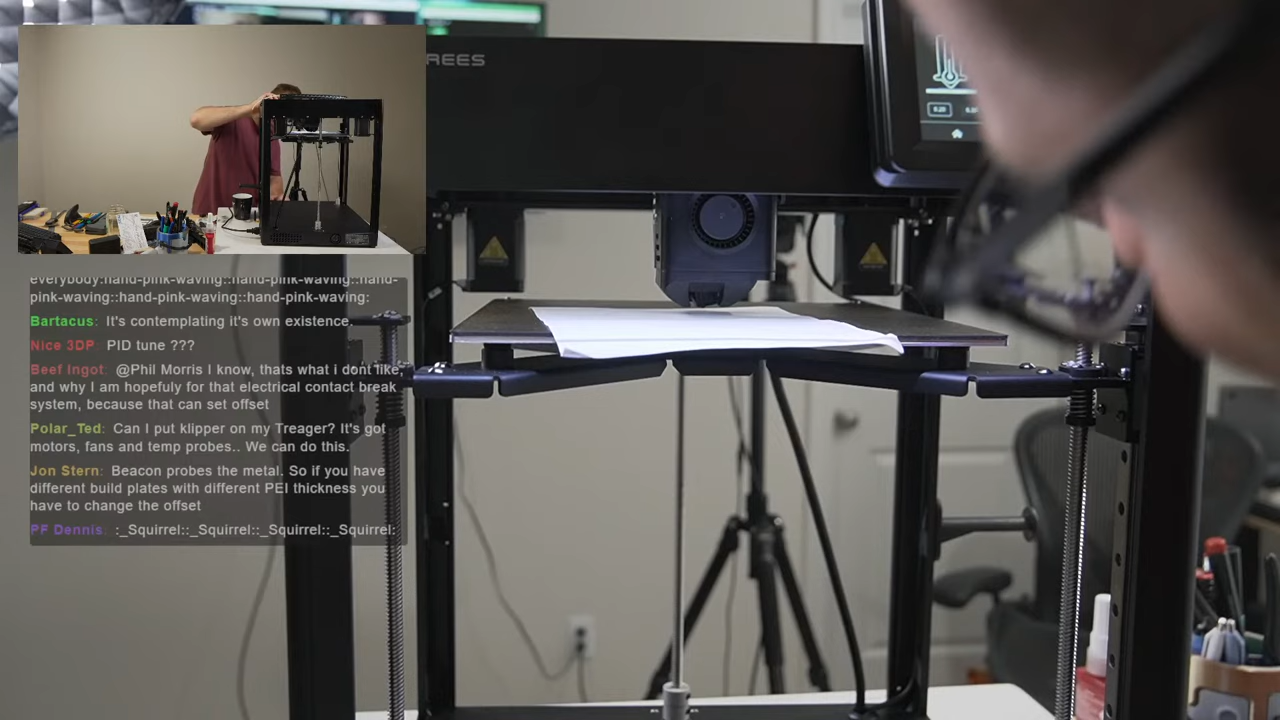 REES
everybody:hand-pink-waving::hand-pink-waving::hand-
pink-waving::hand-pink-waving::hand-pink-waving:
Bartacus: It's contemplating it's own existence.
Nice 3DP: PID tune ???
Beef Ingot: @Phil Morris I know, thats what i dont like,
and why I am hopefuly for that electrical contact break
system, because that can set offset
Polar_Ted: Can I put klipper on my Treager? It's got
motors, fans and temp probes.. We can do this.
Jon Stern: Beacon probes the metal. So if you have
different build plates with different PEI thickness you
have to change the offset
PF Dennis: :_Squirrel::_Squirrel::_Squirrel::_Squirrel: